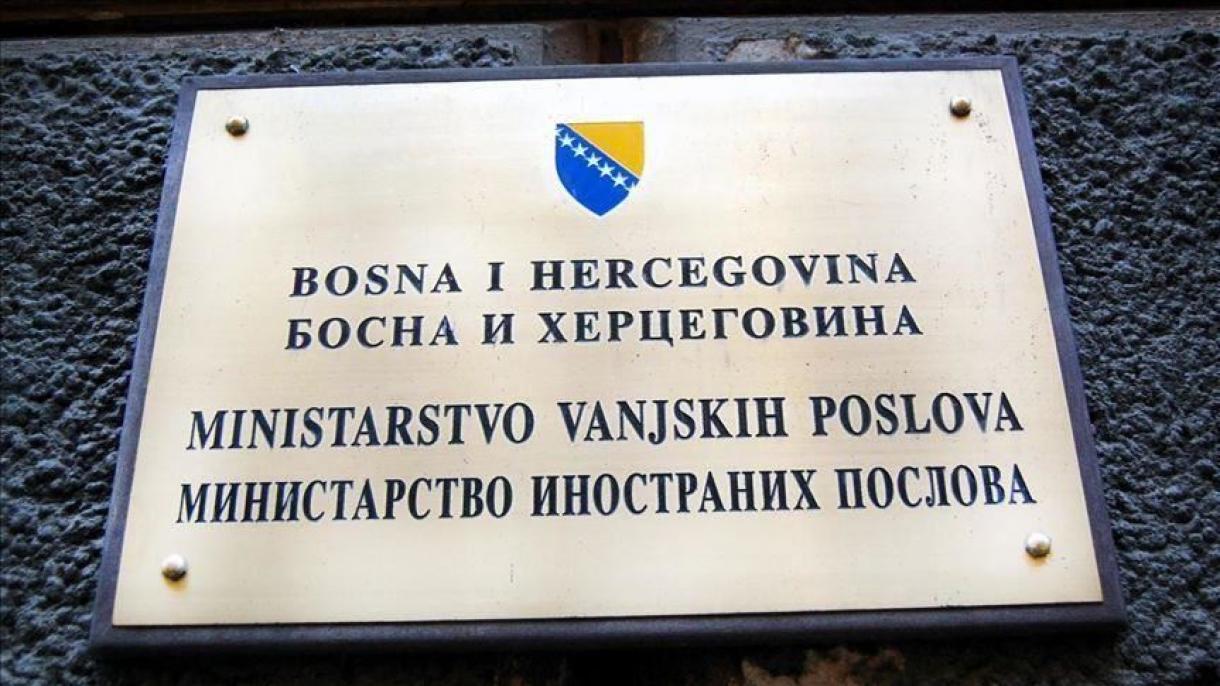 BOSNA I HERCEGOVINA
БОСНА И ХЕРЦЕГОВИНА
MINISTARSTVO VANJSKIH POSLOVA
МИНИСТАРСТВО ИНОСТРАНИХ ПОСЛОВА